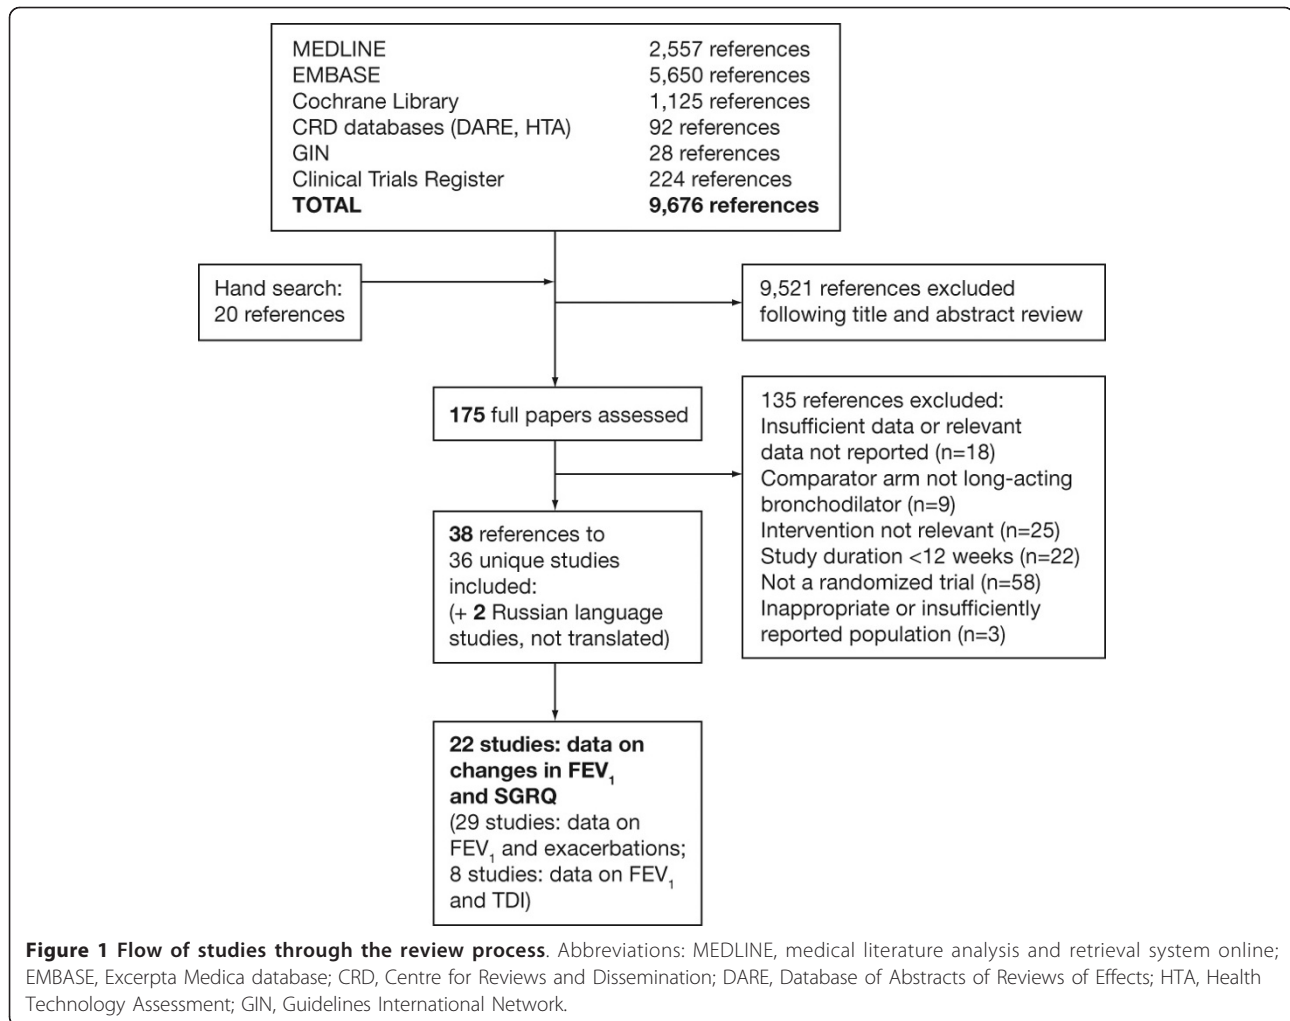 MEDLINE 2,557 references
EMBASE 5,650 references
Cochrane Library 1,125 references
CRD databases (DARE, HTA) 92 references
GIN 28 references
Clinical Trials Register 224 references
TOTAL 9,676 references
Hand search:
20 references
9,521 references excluded
following title and abstract review
175 full papers assessed
135 references excluded:
Insufficient data or relevant
data not reported (n=18)
Comparator arm not long-acting
bronchodilator (n=9)
Intervention not relevant (n=25)
Study duration <12 weeks (n=22)
Not a randomized trial (n=58)
Inappropriate or insufficiently
reported population (n=3)
38 references to
36 unique studies
included:
(+ 2 Russian language
studies, not translated)
22 studies: data on
changes in FEV₁
and SGRQ
(29 studies: data on
FEV₁ and exacerbations;
8 studies: data on FEV₁
and TDI)
Figure 1 Flow of studies through the review process. Abbreviations: MEDLINE, medical literature analysis and retrieval system online;
EMBASE, Excerpta Medica database; CRD, Centre for Reviews and Dissemination; DARE, Database of Abstracts of Reviews of Effects; HTA, Health
Technology Assessment; GIN, Guidelines International Network.